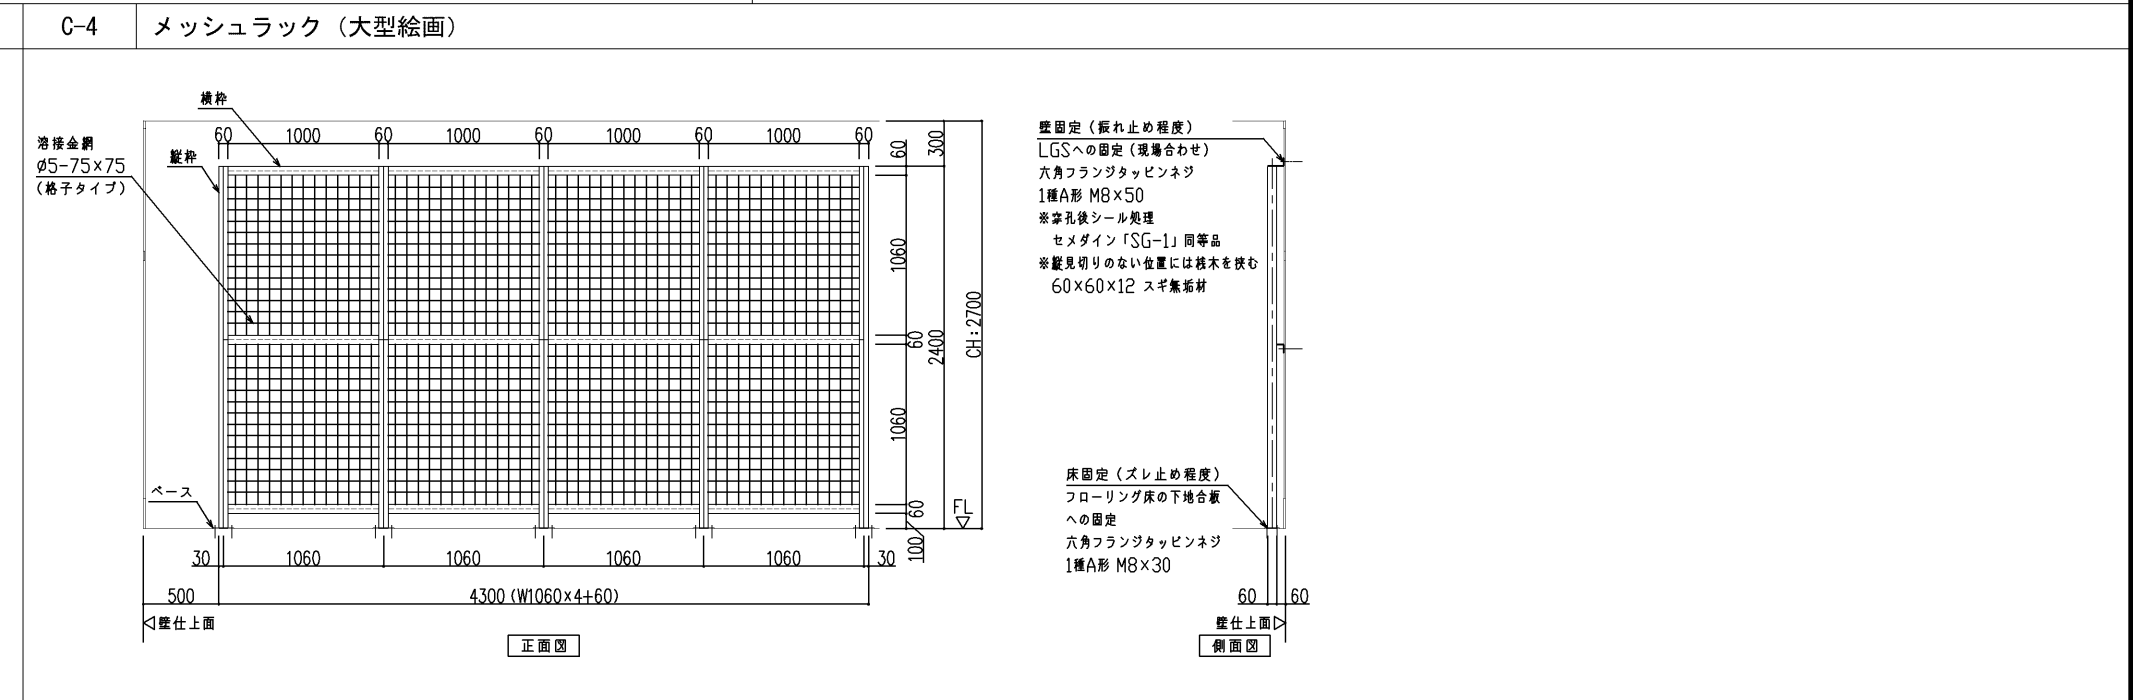 C-4 メッシュラック（大型絵画）
横枠
60 1000 60 1000 60 1000 60 1000 60
溶接金網
ø5-75×75
（格子タイプ）
縦枠
ベース
60
300
1060
60
2400
CH：2700
1060
60
100
FL
30 1060 1060 1060 1060 30
500 4300（W1060×4+60）
壁仕上面
正面図
壁固定（振れ止め程度）
LGSへの固定（現場合わせ）
六角フランジタッピンネジ
1種A形 M8×50
※穿孔後シール処理
セメダイン「SG-1」同等品
※縦見切りのない位置には桟木を挟む
60×60×12 スギ無垢材
床固定（ズレ止め程度）
フローリング床の下地合板
への固定
六角フランジタッピンネジ
1種A形 M8×30
60 60
壁仕上面
側面図